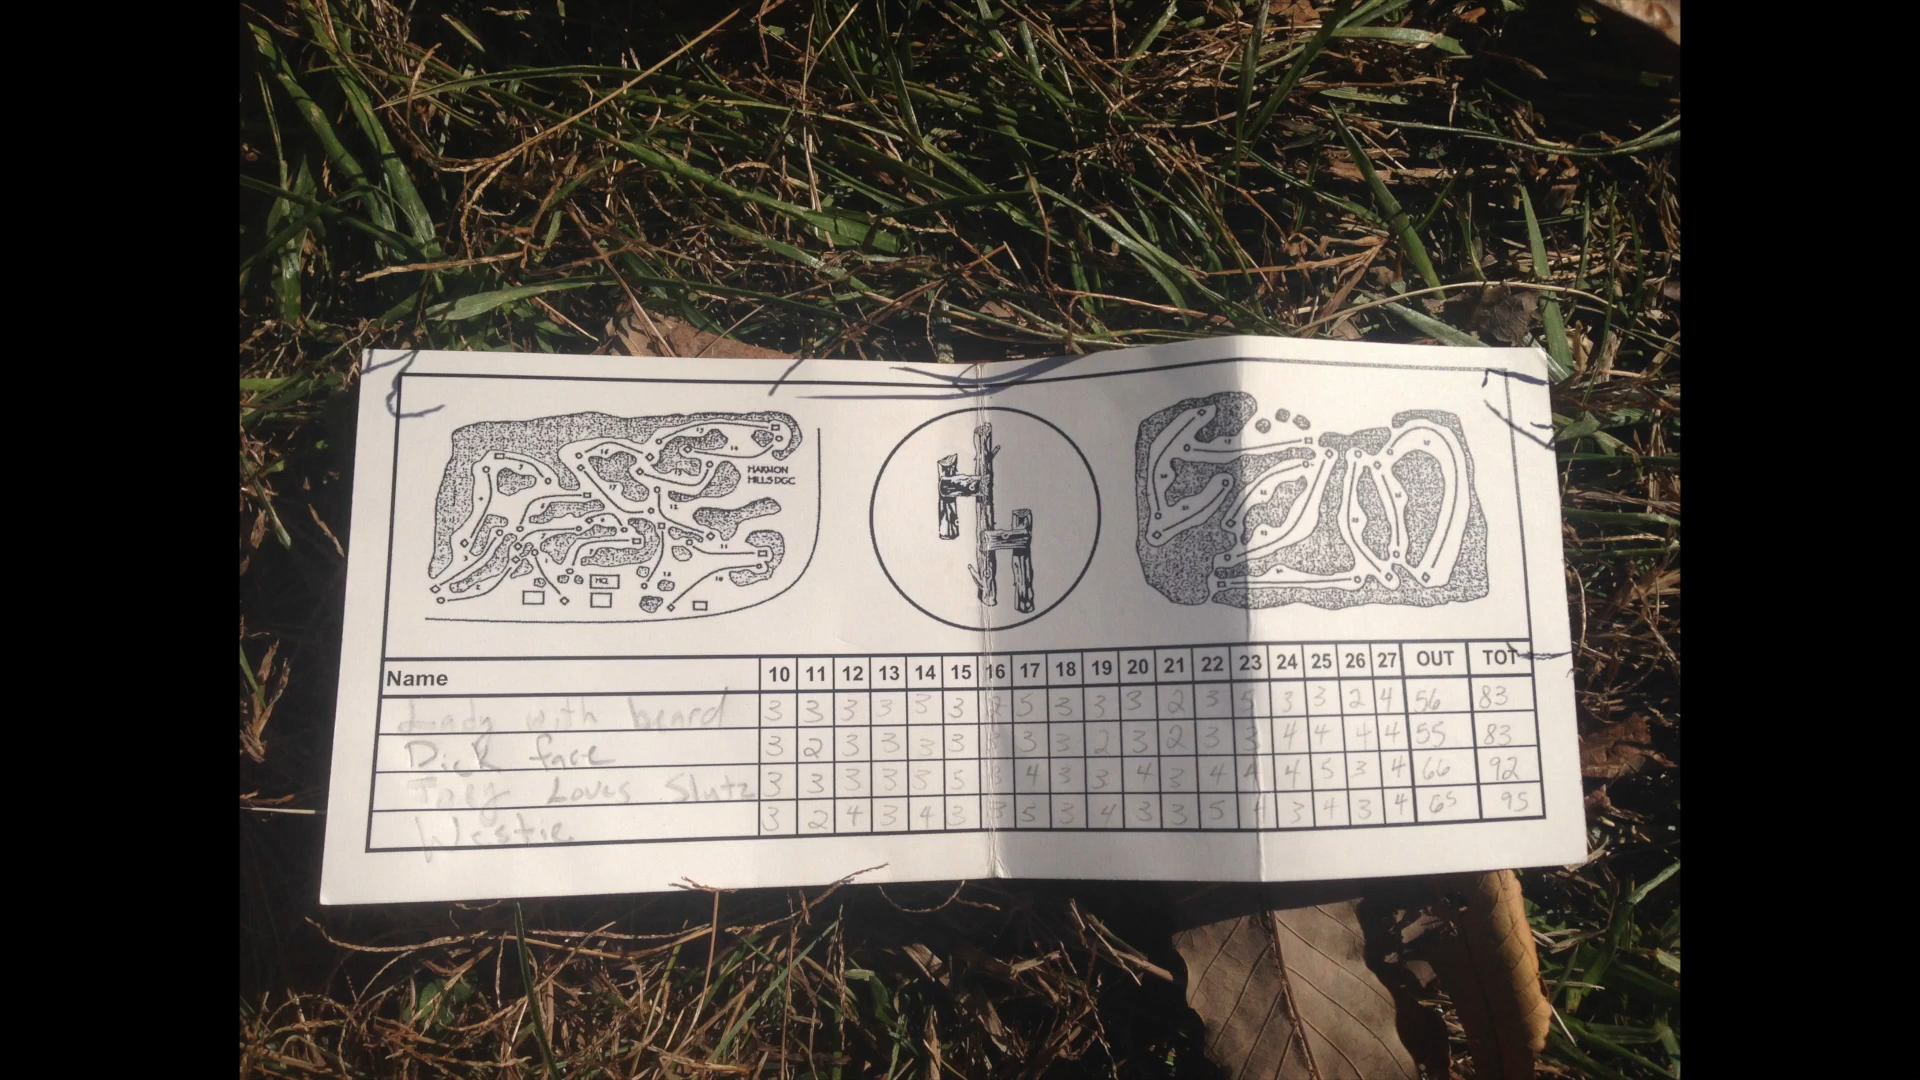 HARMON
HILLS DGC
HQ
Name 10 11 12 13 14 15 16 17 18 19 20 21 22 23 24 25 26 27 OUT TOT
Lady with beard 3 3 3 3 3 3 2 5 3 3 3 2 3 5 3 3 2 4 56 83
Dick face 3 2 3 3 3 3 3 3 3 2 3 2 3 3 4 4 4 4 55 83
Loves Slutz 3 3 3 3 3 5 3 4 3 3 4 3 4 4 4 5 3 4 66 92
Westie 3 2 4 3 4 3 3 5 3 4 3 3 5 4 3 4 3 4 65 95